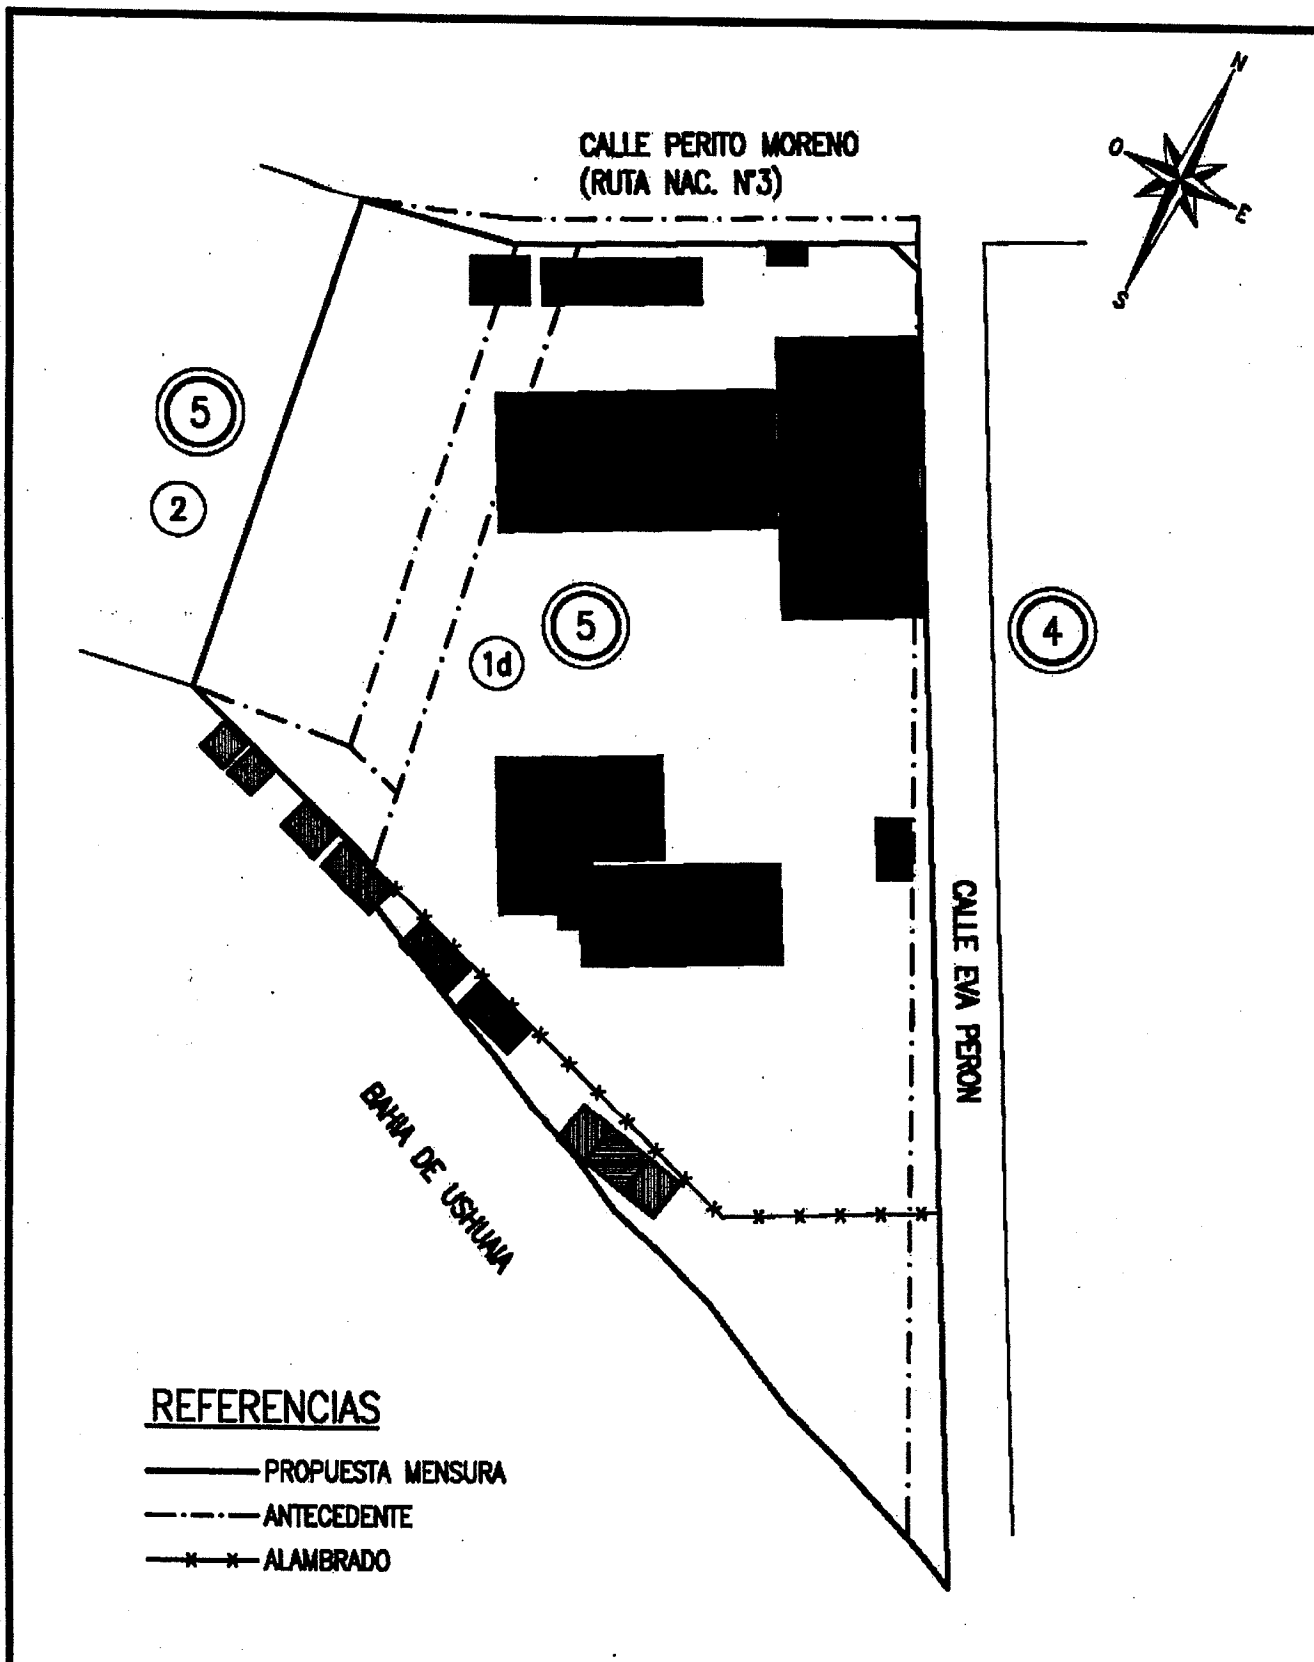 N
O
E
S
CALLE PERITO MORENO
(RUTA NAC. N°3)
5
2
5
1d
4
CALLE EVA PERON
BAHIA DE USHUAIA
REFERENCIAS
PROPUESTA MENSURA
ANTECEDENTE
ALAMBRADO